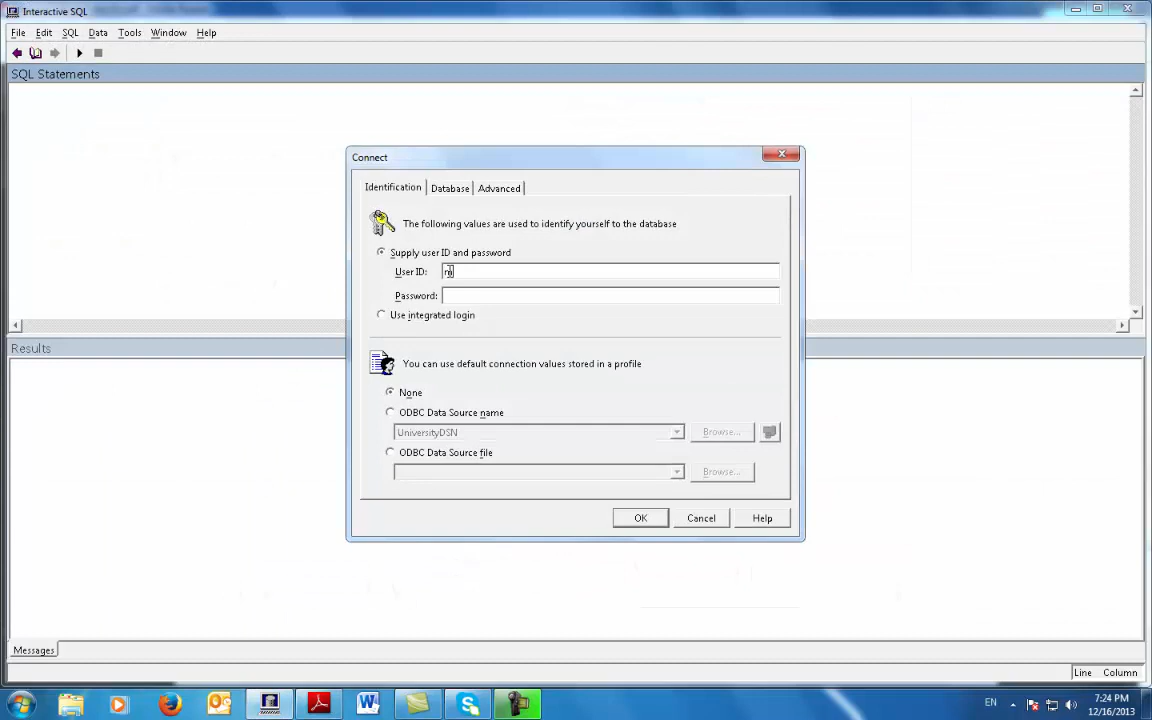 Interactive SQL
File Edit SQL Data Tools Window Help
SQL Statements
Connect
Identification Database Advanced
The following values are used to identify yourself to the database
Supply user ID and password
User ID:
Password:
Use integrated login
You can use default connection values stored in a profile
None
ODBC Data Source name
UniversityDSN Browse...
ODBC Data Source file
Browse...
OK Cancel Help
Results
Messages
Line Column
EN 7:24 PM
12/16/2013